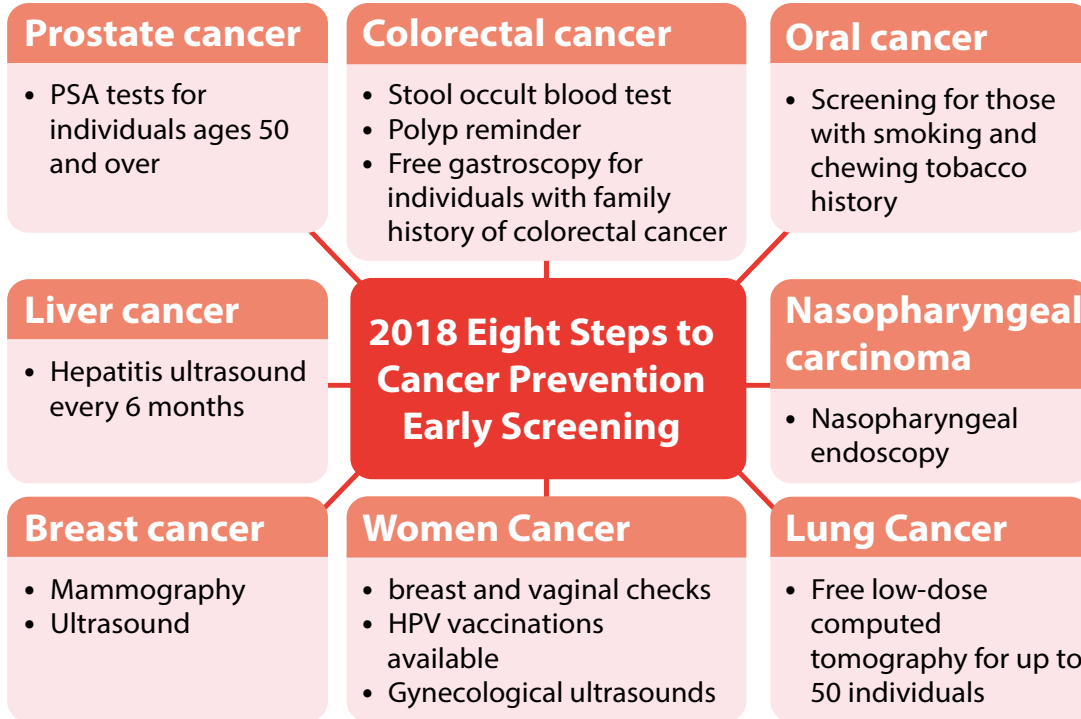 Prostate cancer
• PSA tests for
individuals ages 50
and over
Colorectal cancer
• Stool occult blood test
• Polyp reminder
• Free gastroscopy for
individuals with family
history of colorectal cancer
Oral cancer
• Screening for those
with smoking and
chewing tobacco
history
Liver cancer
• Hepatitis ultrasound
every 6 months
2018 Eight Steps to
Cancer Prevention
Early Screening
Nasopharyngeal
carcinoma
• Nasopharyngeal
endoscopy
Breast cancer
• Mammography
• Ultrasound
Women Cancer
• breast and vaginal checks
• HPV vaccinations
available
• Gynecological ultrasounds
Lung Cancer
• Free low-dose
computed
tomography for up to
50 individuals